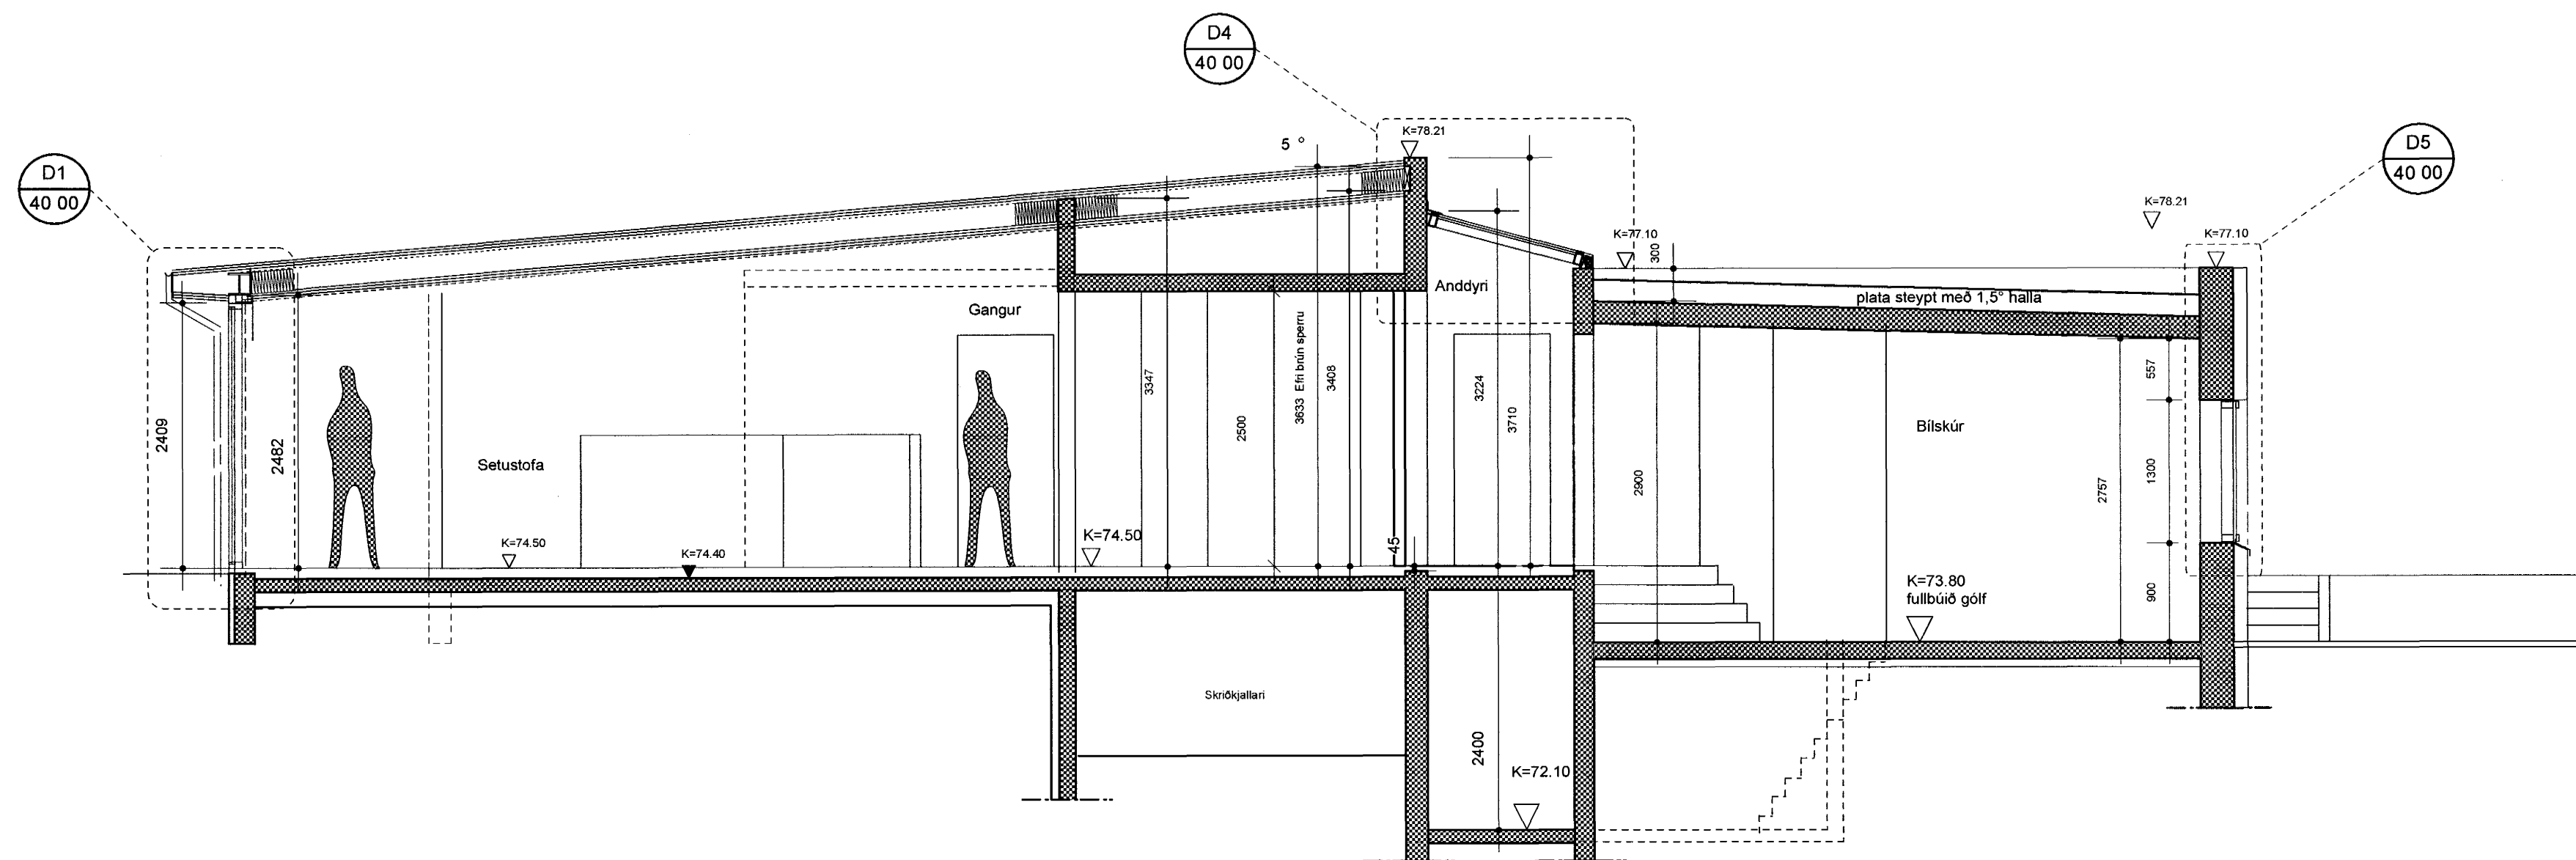 D4
40 00
K=78.21
5 °
D5
40 00
D1
40 00
K=78.21
K=77.10
K=77.10
300
Anddyri
plata steypt með 1,5° halla
Gangur
3347
2500
3633 Efri brún sperru
3408
3224
3710
557
2409
2482
Setustofa
Bílskúr
2900
2757
1300
K=74.50
K=74.40
K=74.50
45
K=73.80
fullbúið gólf
900
Skriðkjallari
2400
K=72.10